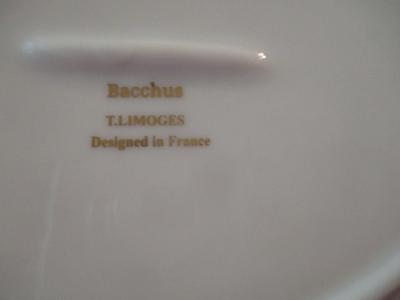 Bacchus
T.LIMOGES
Designed in France